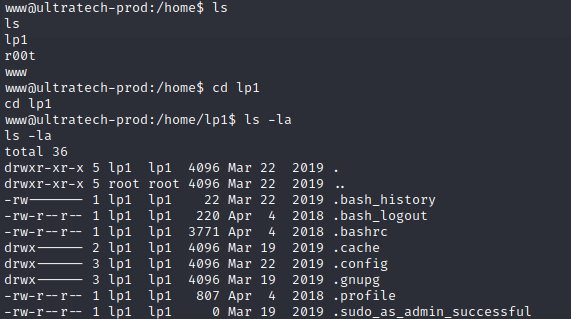 www@ultratech-prod:/home$ ls
ls
lp1
r00t
www
www@ultratech-prod:/home$ cd lp1
cd lp1
www@ultratech-prod:/home/lp1$ ls -la
ls -la
total 36
drwxr-xr-x 5 lp1  lp1  4096 Mar 22  2019 .
drwxr-xr-x 5 root root 4096 Mar 22  2019 ..
-rw------- 1 lp1  lp1    22 Mar 22  2019 .bash_history
-rw-r--r-- 1 lp1  lp1   220 Apr  4  2018 .bash_logout
-rw-r--r-- 1 lp1  lp1  3771 Apr  4  2018 .bashrc
drwx------ 2 lp1  lp1  4096 Mar 19  2019 .cache
drwx------ 3 lp1  lp1  4096 Mar 22  2019 .config
drwx------ 3 lp1  lp1  4096 Mar 19  2019 .gnupg
-rw-r--r-- 1 lp1  lp1   807 Apr  4  2018 .profile
-rw-r--r-- 1 lp1  lp1     0 Mar 19  2019 .sudo_as_admin_successful